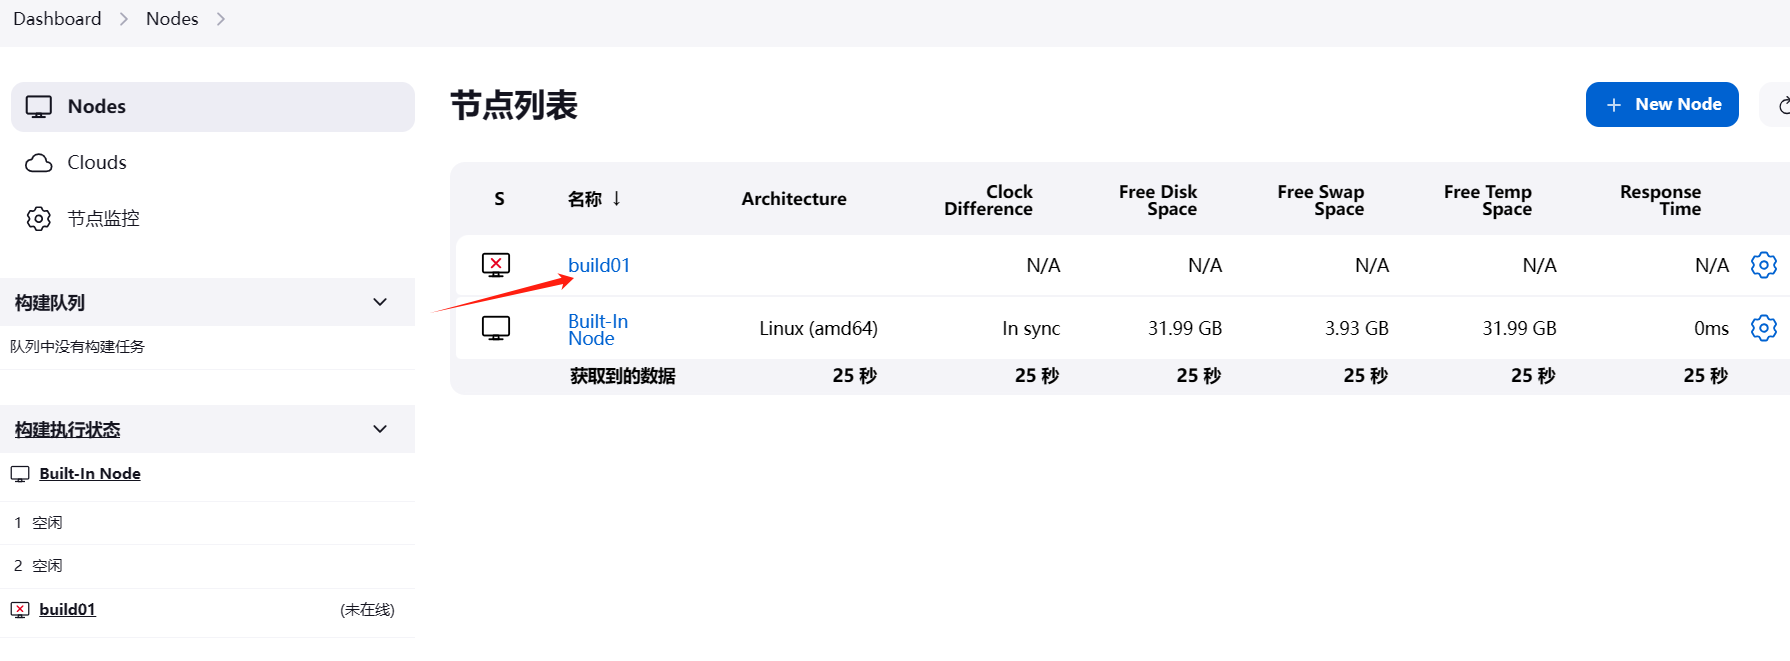 Dashboard > Nodes >
Nodes
Clouds
节点监控
构建队列
队列中没有构建任务
构建执行状态
Built-In Node
1 空闲
2 空闲
build01 (未在线)
节点列表
+ New Node
S 名称 ↓ Architecture Clock Difference Free Disk Space Free Swap Space Free Temp Space Response Time
build01 N/A N/A N/A N/A N/A
Built-In Node Linux (amd64) In sync 31.99 GB 3.93 GB 31.99 GB 0ms
获取到的数据 25 秒 25 秒 25 秒 25 秒 25 秒 25 秒